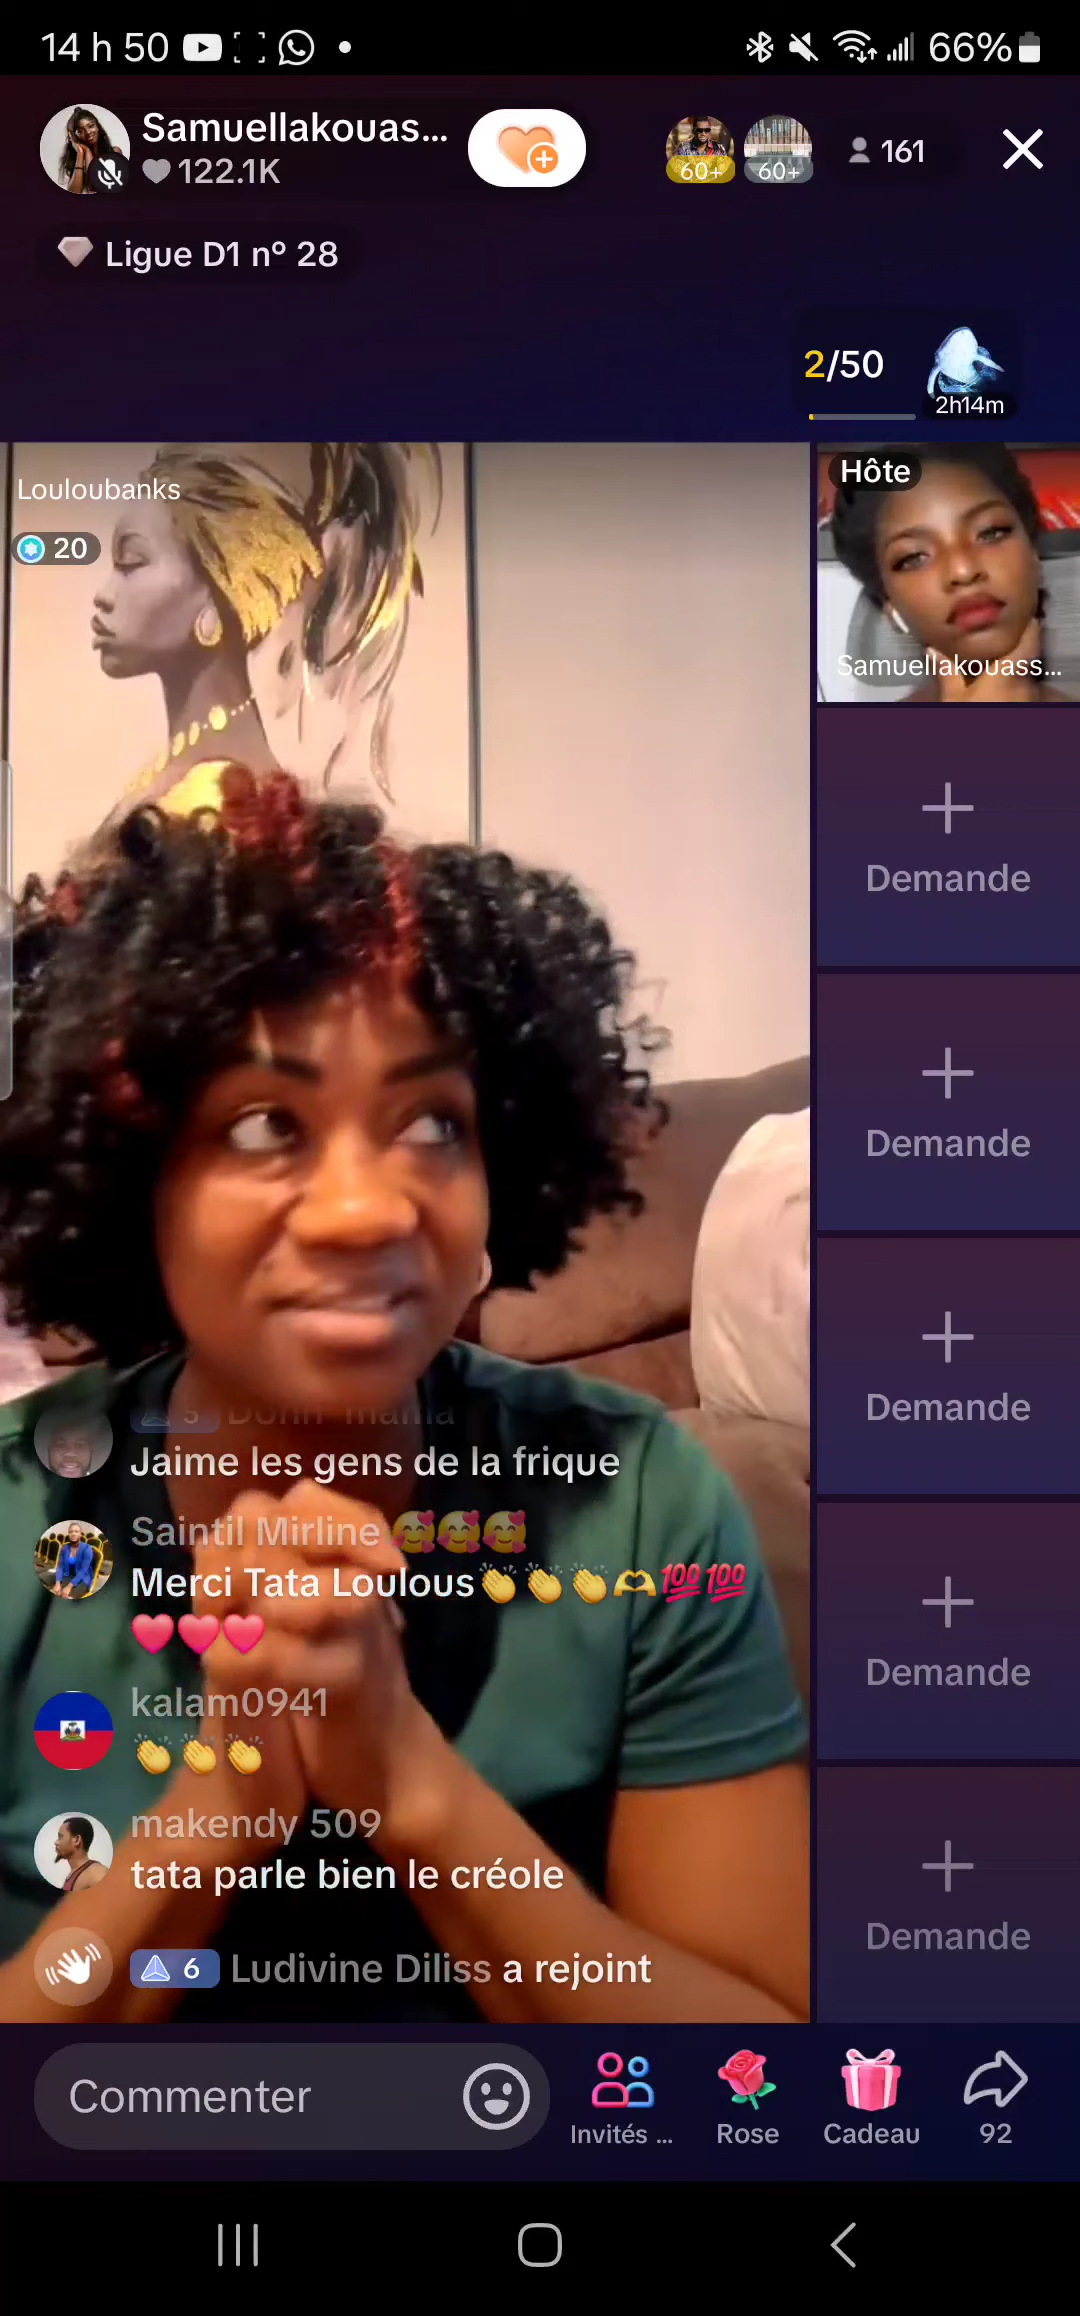 14 h 50
66%
Samuellakouas...
122.1K
60+
60+
161
Ligue D1 nº 28
2/50
2h14m
Louloubanks
20
Hôte
Samuellakouass...
Demande
Demande
Demande
Demande
Demande
Jaime les gens de la frique
Saintil Mirline 🥰🥰🥰
Merci Tata Loulous👏👏👏🫶💯💯
❤️❤️❤️
kalam0941
👏👏👏
makendy 509
tata parle bien le créole
6 Ludivine Diliss a rejoint
Commenter
Invités ...
Rose
Cadeau
92